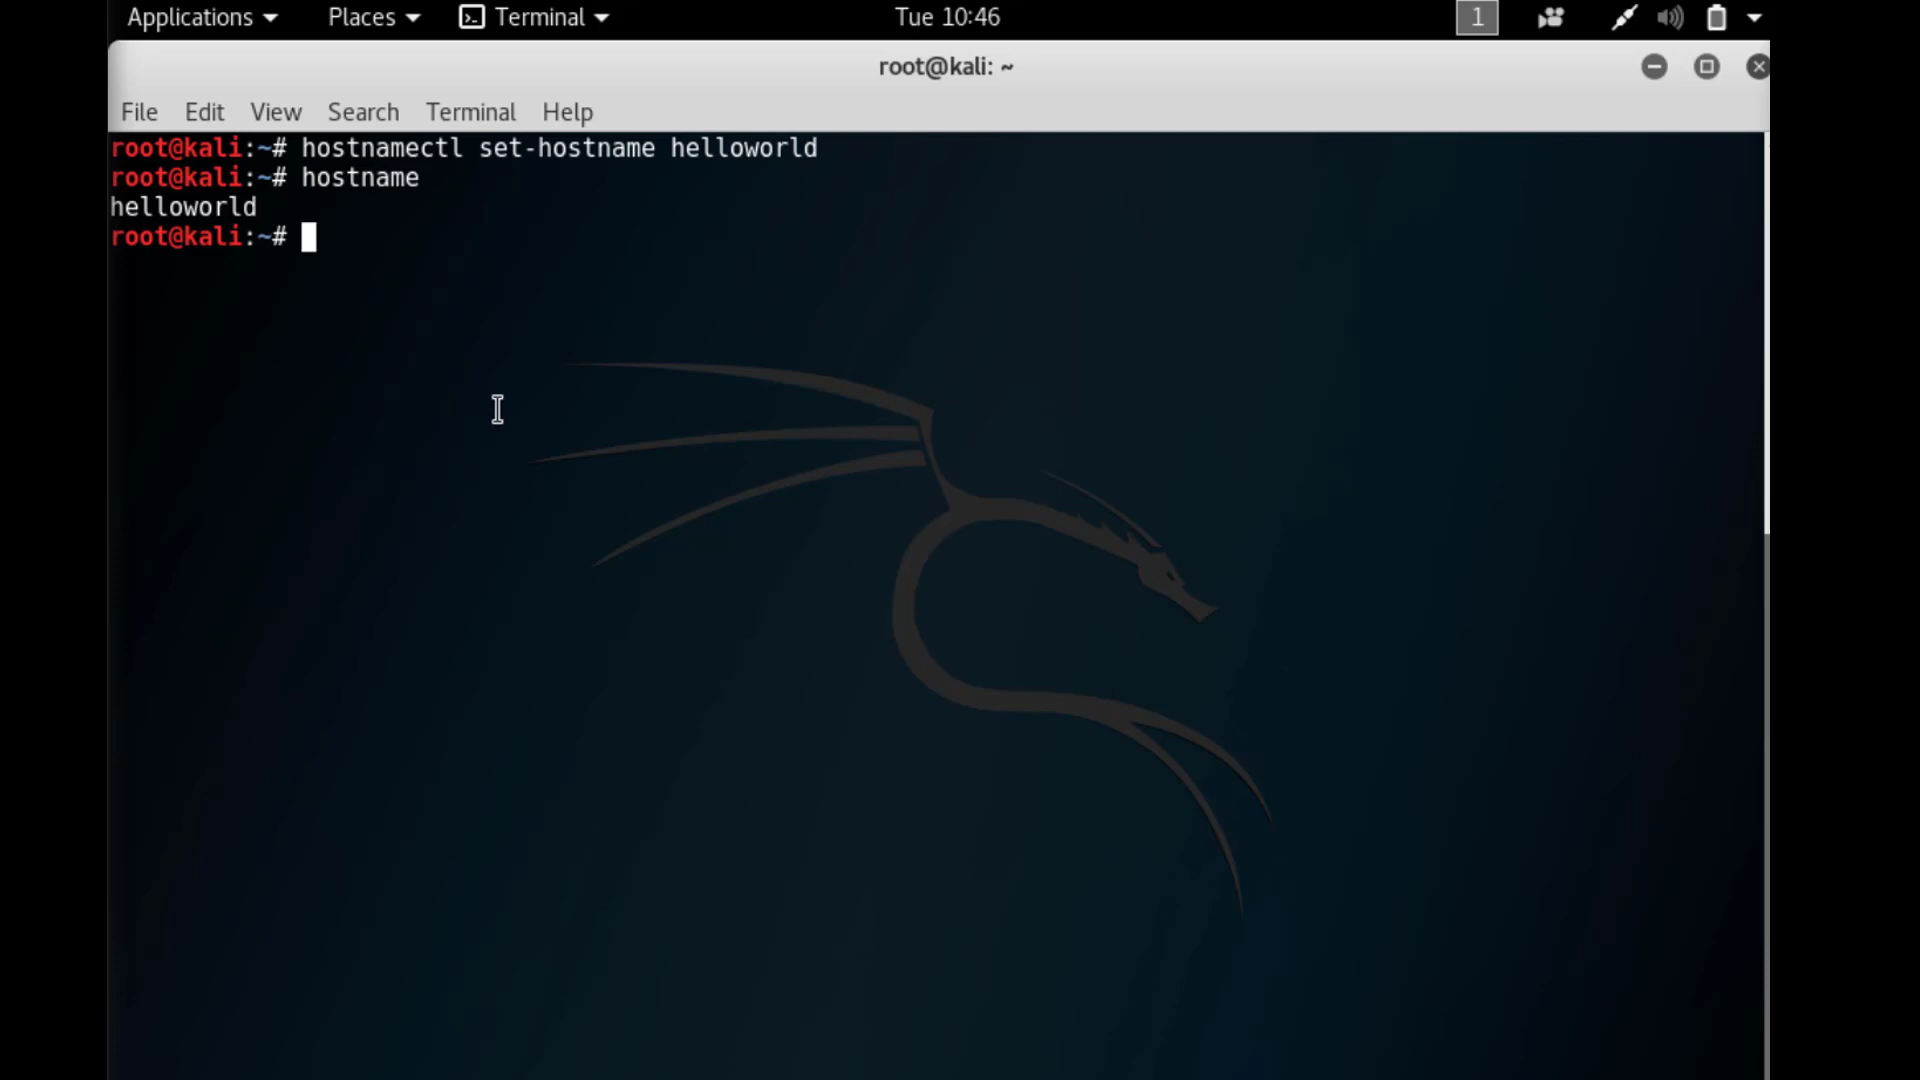 Applications Places Terminal Tue 10:46 1
root@kali: ~
File Edit View Search Terminal Help
root@kali:~# hostnamectl set-hostname helloworld
root@kali:~# hostname
helloworld
root@kali:~#